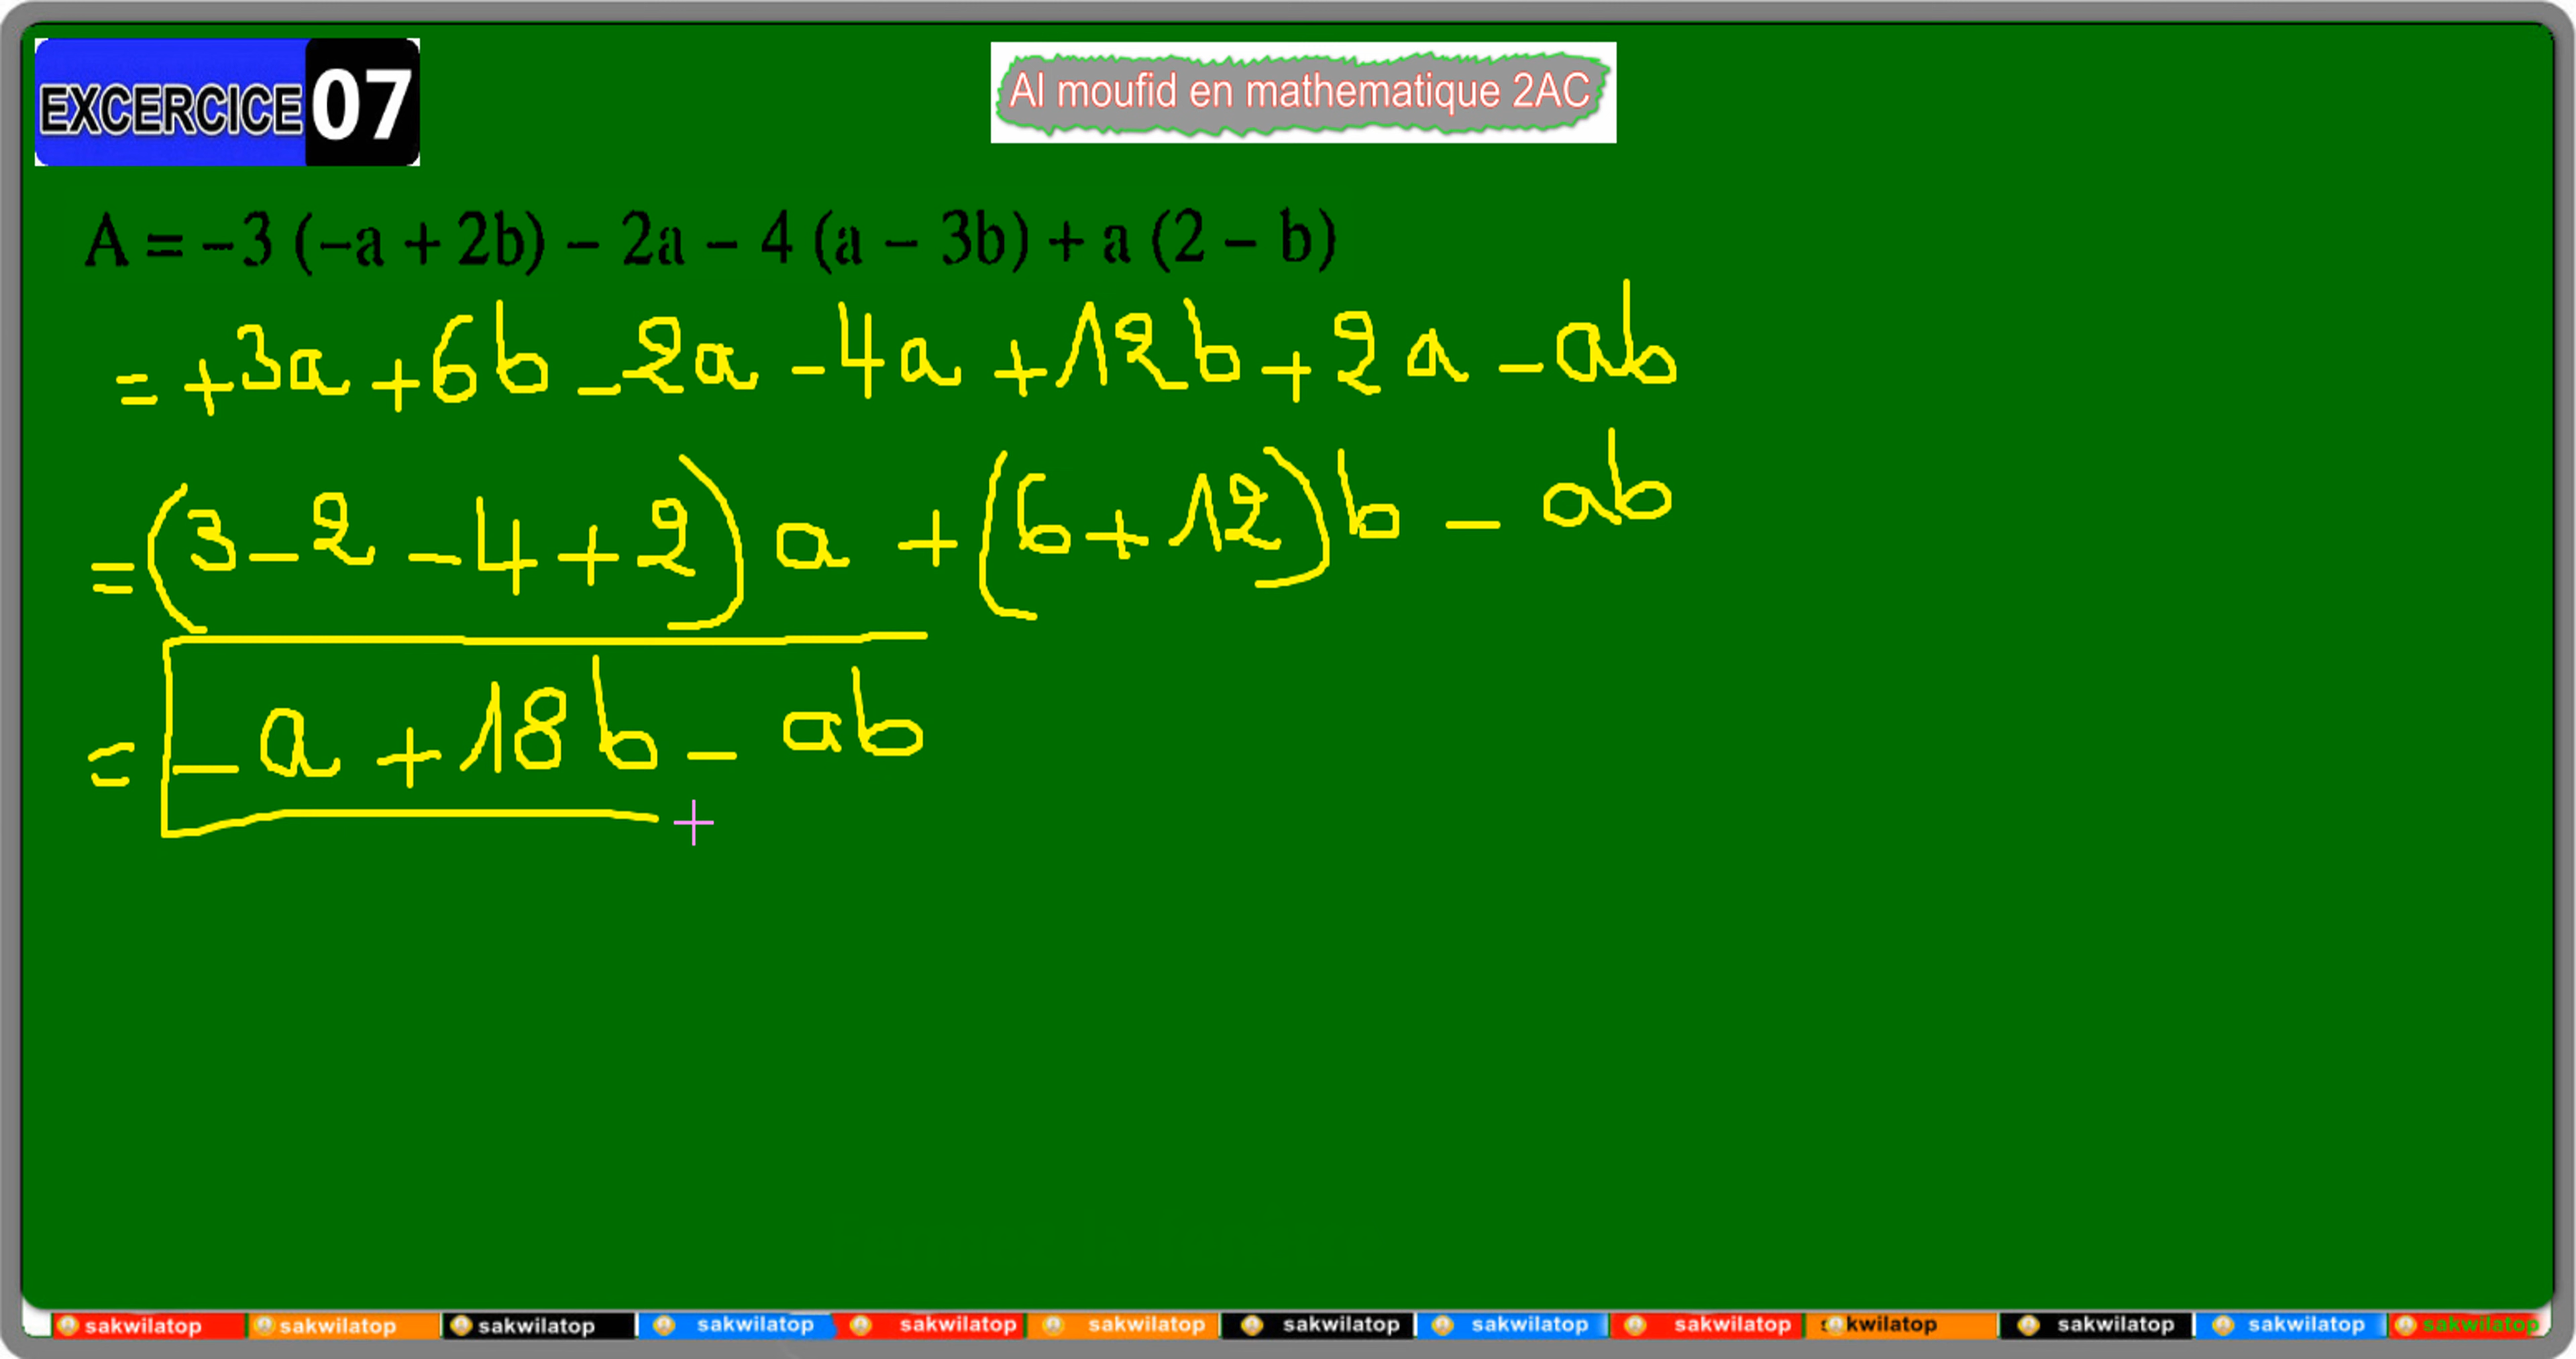 EXCERCICE 07
Al moufid en mathematique 2AC
A = –3 (–a + 2b) – 2a – 4 (a – 3b) + a (2 – b)
= +3a +6b -2a -4a +12b +2a -ab
= (3-2-4+2)a + (6+12)b - ab
= -a +18b - ab
sakwilatop sakwilatop sakwilatop sakwilatop sakwilatop sakwilatop sakwilatop sakwilatop sakwilatop kwilatop sakwilatop sakwilatop sakwilatop